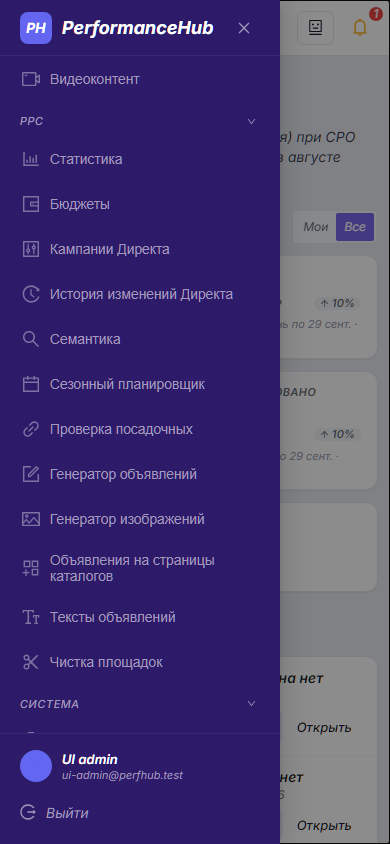 PH PerformanceHub
1
Видеоконтент
PPC
я) при CPO
в августе
Статистика
Бюджеты
Мои Все
Кампании Директа
История изменений Директа
↑ 10%
нь по 29 сент. ·
Семантика
Сезонный планировщик
ОВАНО
Проверка посадочных
↑ 10%
по 29 сент. ·
Генератор объявлений
Генератор изображений
Объявления на страницы
каталогов
Тексты объявлений
Чистка площадок
на нет
СИСТЕМА
Открыть
UI admin
ui-admin@perfhub.test
нет
6
Выйти
Открыть